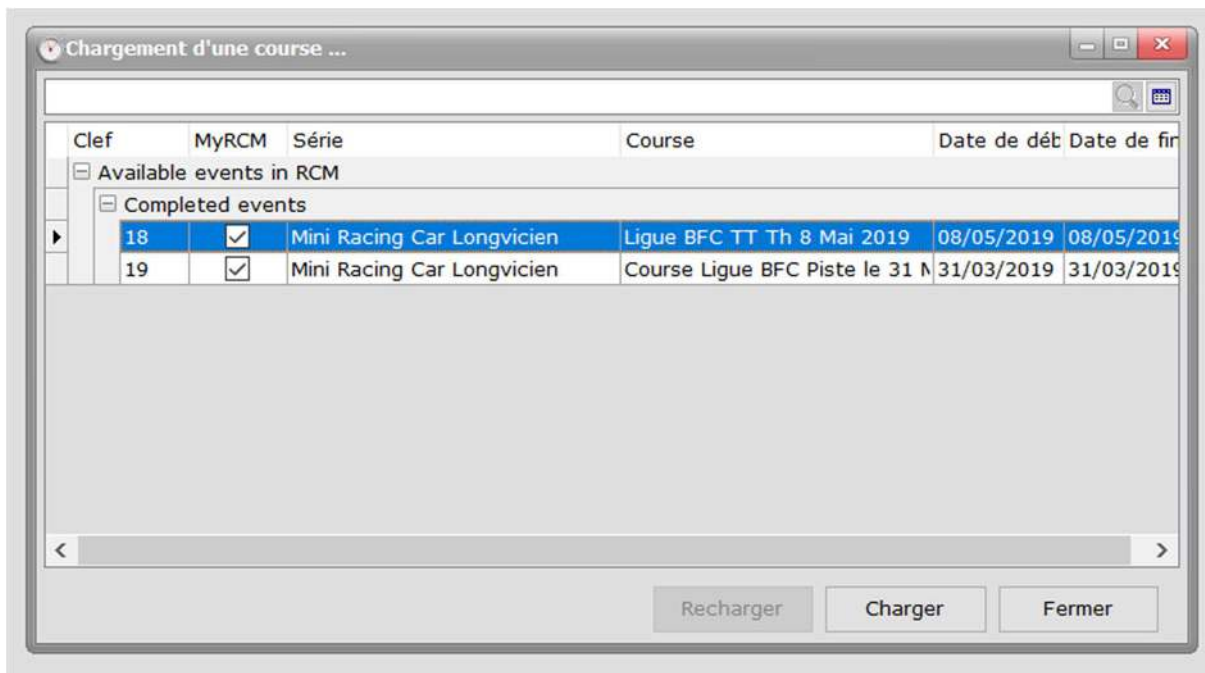 Chargement d'une course ...
Clef MyRCM Série Course Date de déb Date de fin
Available events in RCM
Completed events
18 Mini Racing Car Longvicien Ligue BFC TT Th 8 Mai 2019 08/05/2019 08/05/2019
19 Mini Racing Car Longvicien Course Ligue BFC Piste le 31 M 31/03/2019 31/03/2019
Recharger Charger Fermer